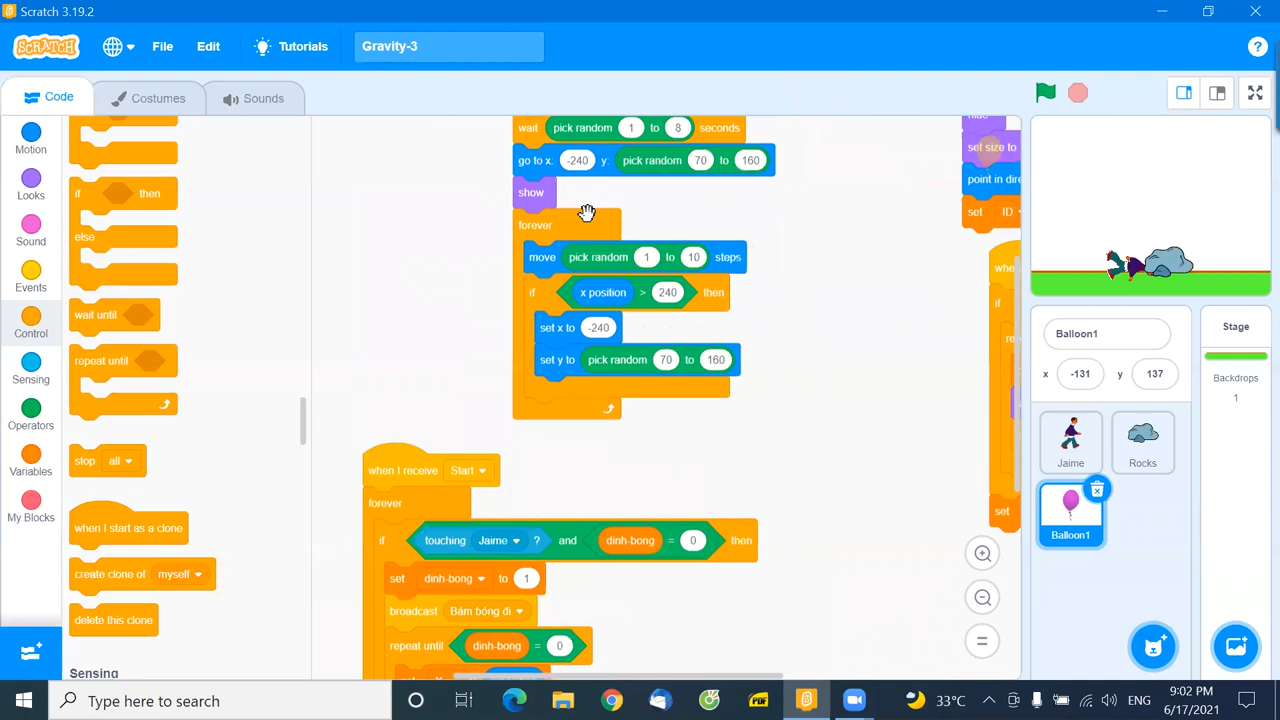 Scratch 3.19.2
SCRATCH
File
Edit
Tutorials
Gravity-3
?
Code
Costumes
Sounds
Motion
Looks
Sound
Events
Control
Sensing
Operators
Variables
My Blocks
if then
else
wait until
repeat until
stop all
when I start as a clone
create clone of myself
delete this clone
Sensing
wait pick random 1 to 8 seconds
go to x: -240 y: pick random 70 to 160
show
forever
move pick random 1 to 10 steps
if x position > 240 then
set x to -240
set y to pick random 70 to 160
when I receive Start
forever
if touching Jaime ? and dinh-bong = 0 then
set dinh-bong to 1
broadcast Bám bóng đi
repeat until dinh-bong = 0
hide
set size to
point in dire
set ID
if
set
Balloon1
x -131 y 137
Jaime
Rocks
Balloon1
Stage
Backdrops
1
Type here to search
PDF
33°C
ENG
9:02 PM
6/17/2021